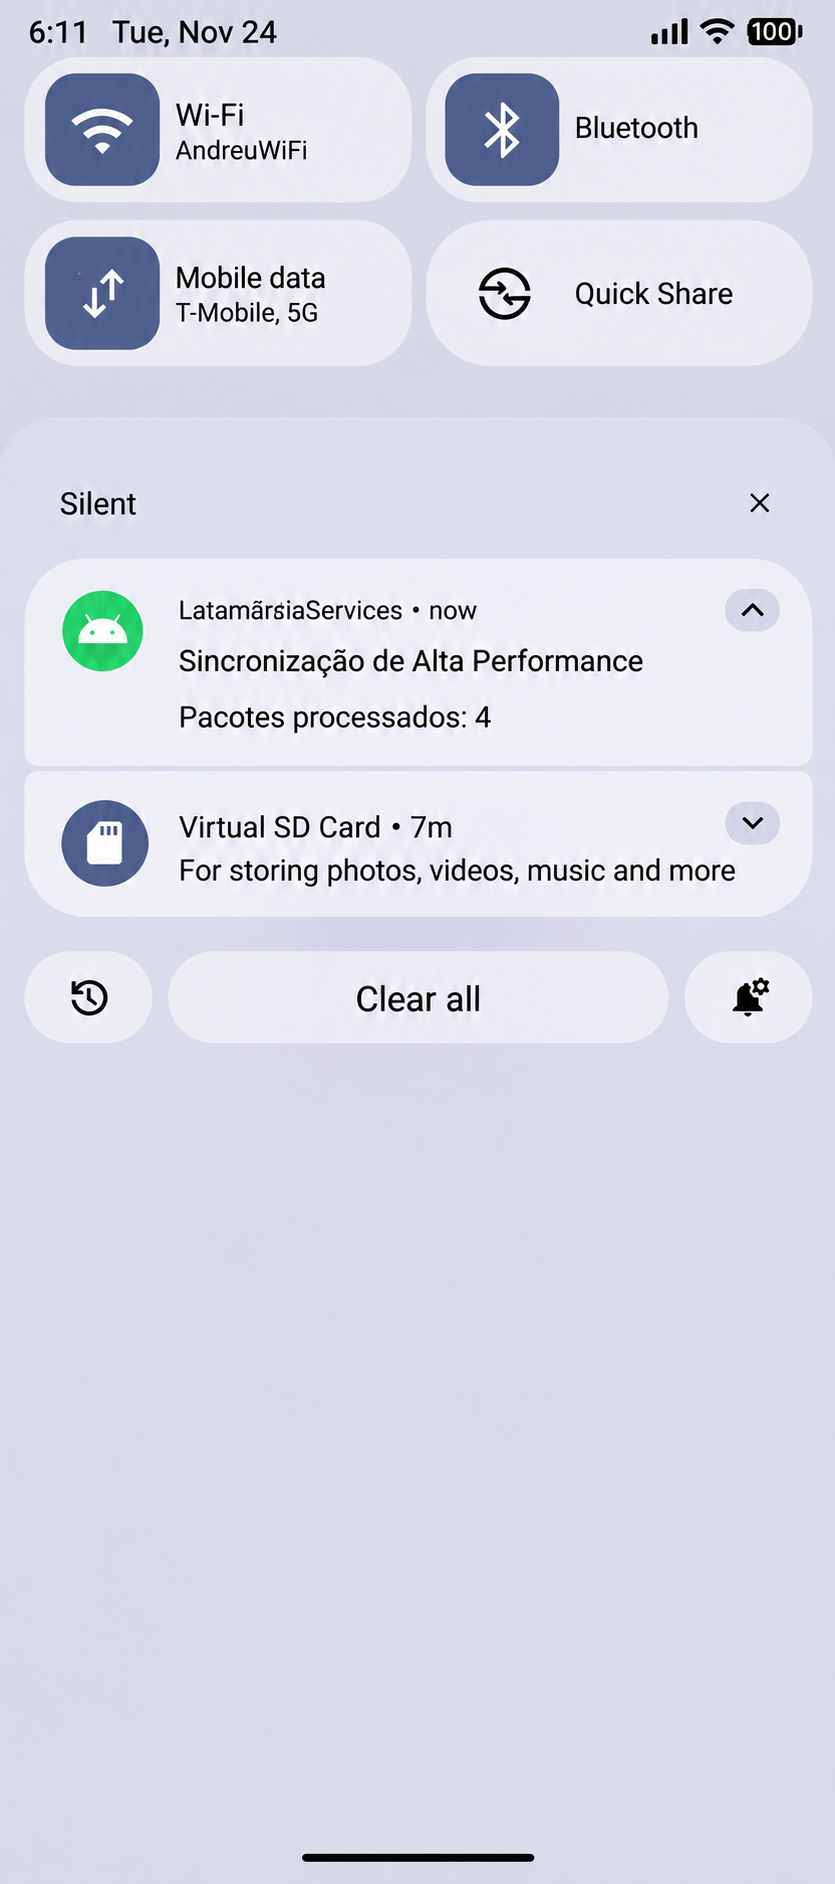 6:11 Tue, Nov 24 100
Wi-Fi
AndreuWiFi
Bluetooth
Mobile data
T-Mobile, 5G
Quick Share
Silent
LatamãrsiaServices • now
Sincronização de Alta Performance
Pacotes processados: 4
Virtual SD Card • 7m
For storing photos, videos, music and more
Clear all